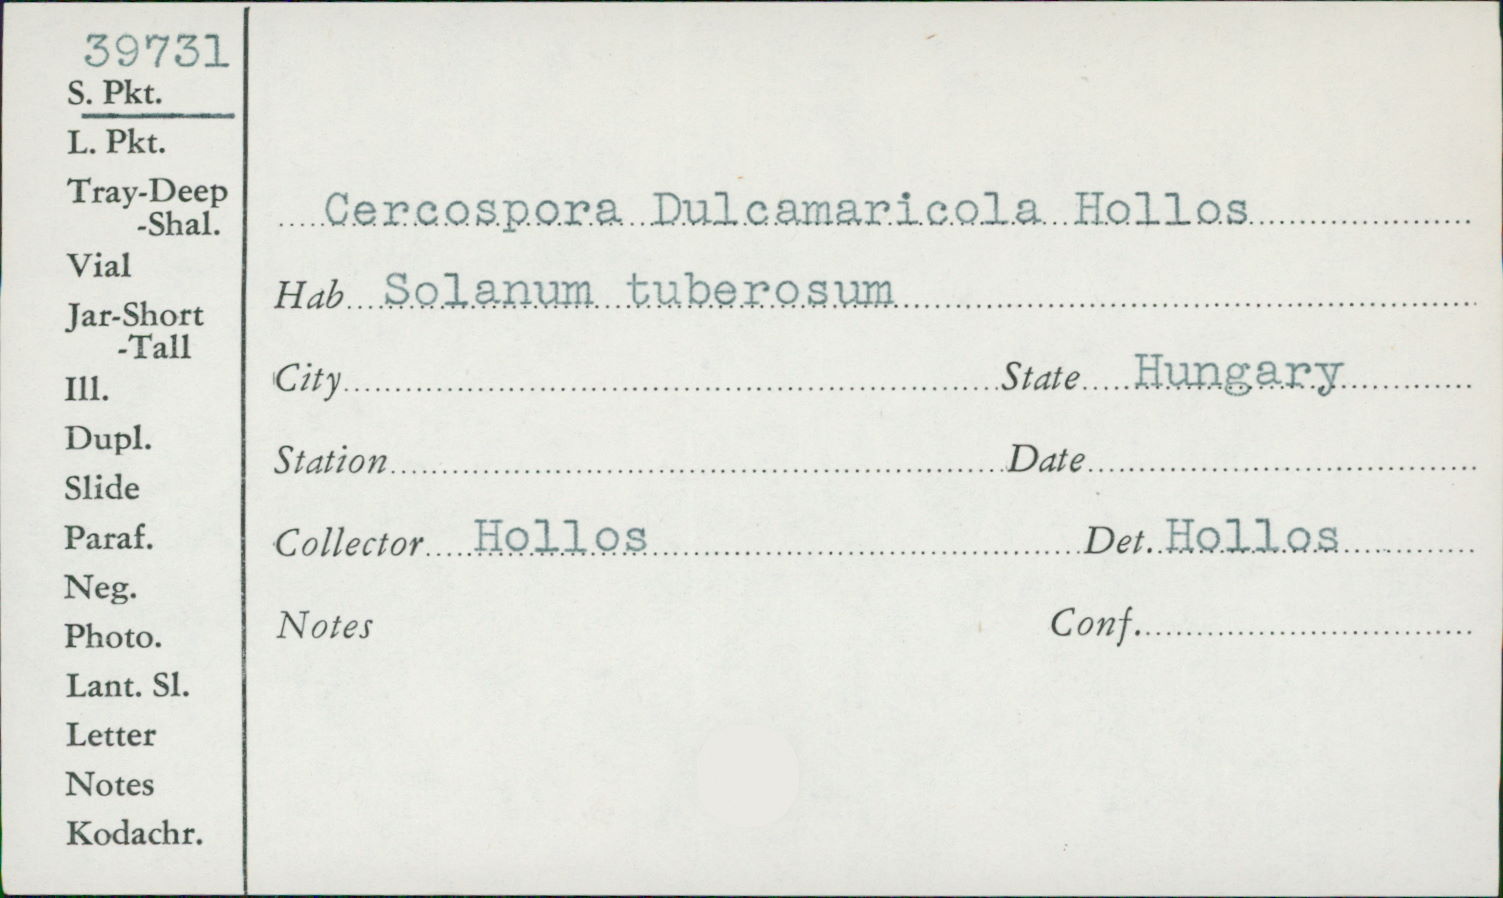 39731
S. Pkt.
L. Pkt.
Tray-Deep
-Shal.
Vial
Jar-Short
-Tall
Ill.
Dupl.
Slide
Paraf.
Neg.
Photo.
Lant. Sl.
Letter
Notes
Kodachr.
Cercospora Dulcamaricola Hollos
Hab Solanum tuberosum
City State Hungary
Station Date
Collector Hollos Det. Hollos
Notes Conf.